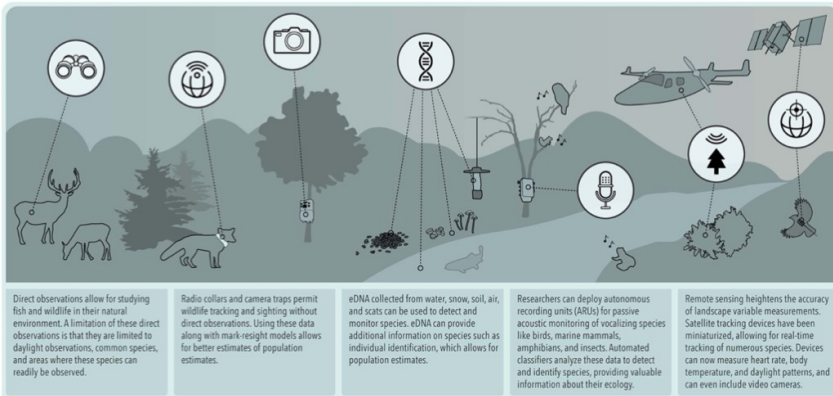 Direct observations allow for studying
fish and wildlife in their natural
environment. A limitation of these direct
observations is that they are limited to
daylight observations, common species,
and areas where these species can
readily be observed.
Radio collars and camera traps permit
wildlife tracking and sighting without
direct observations. Using these data
along with mark-resight models allows
for better estimates of population
estimates.
eDNA collected from water, snow, soil, air,
and scats can be used to detect and
monitor species. eDNA can provide
additional information on species such as
individual identification, which allows for
population estimates.
Researchers can deploy autonomous
recording units (ARUs) for passive
acoustic monitoring of vocalizing species
like birds, marine mammals,
amphibians, and insects. Automated
classifiers analyze these data to detect
and identify species, providing valuable
information about their ecology.
Remote sensing heightens the accuracy
of landscape variable measurements.
Satellite tracking devices have been
miniaturized, allowing for real-time
tracking of numerous species. Devices
can now measure heart rate, body
temperature, and daylight patterns, and
can even include video cameras.